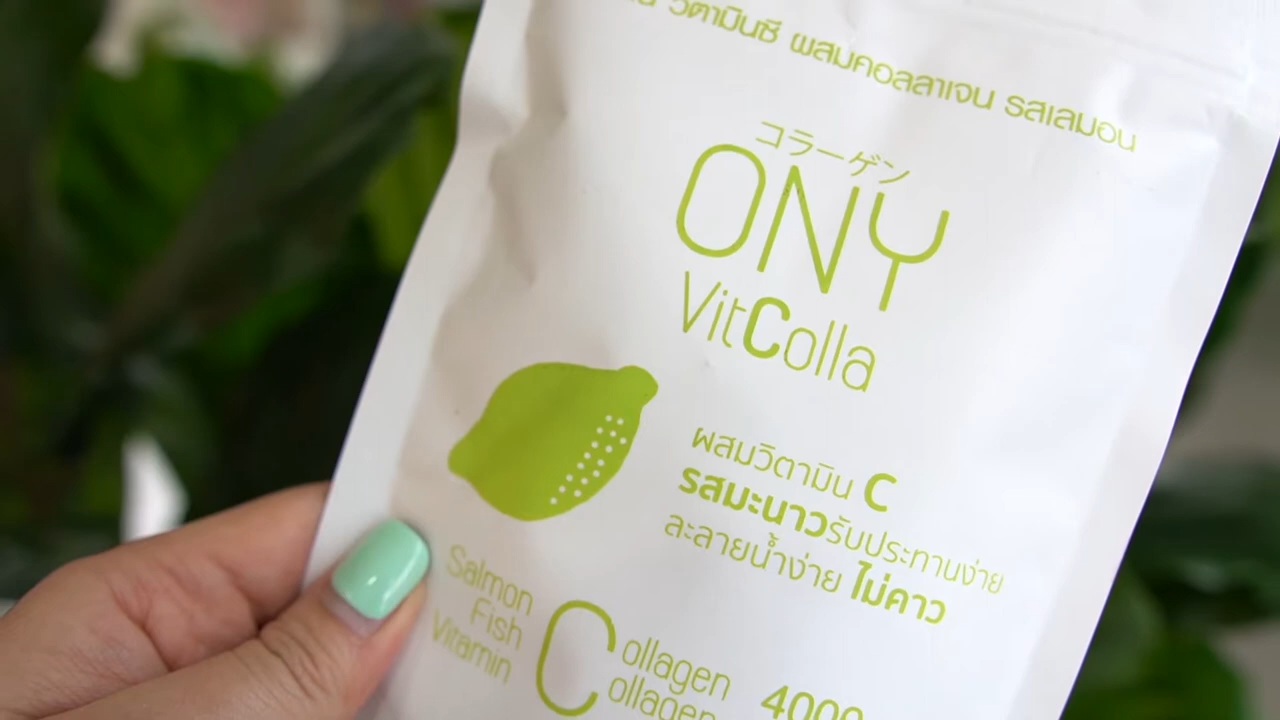 วิตามินซี ผสมคอลลาเจน รสเลมอน
コラーゲン
ONY
VitColla
ผสมวิตามิน C
รสมะนาวรับประทานง่าย
ละลายน้ำง่าย ไม่คาว
Salmon Collagen
Fish Collagen 4000
Vitamin C